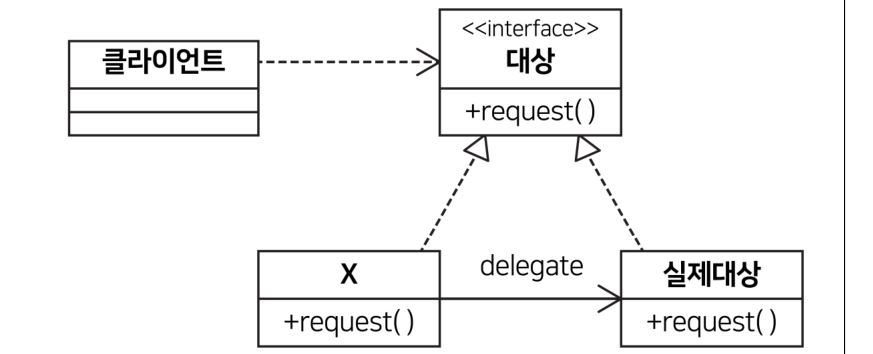 클라이언트
<<interface>>
대상
+request( )
X
+request( )
delegate
실제대상
+request( )